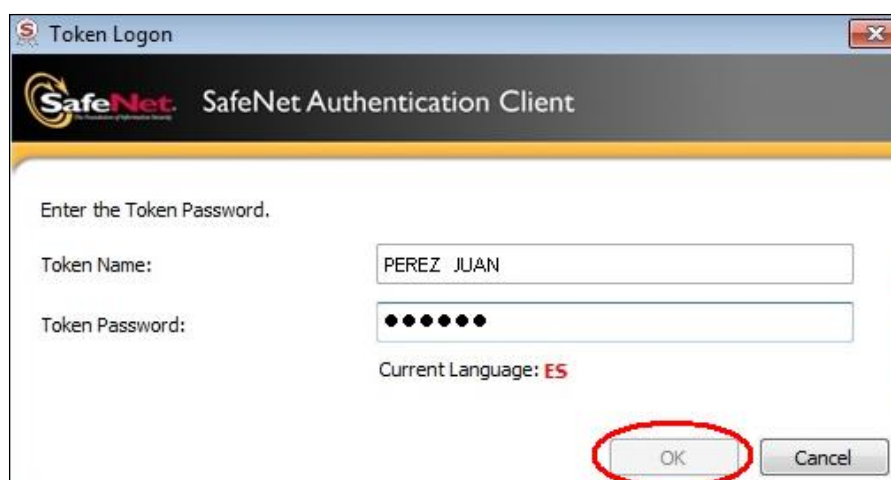 Token Logon
SafeNet. SafeNet Authentication Client
Enter the Token Password.
Token Name: PEREZ JUAN
Token Password: ●●●●●●
Current Language: ES
OK Cancel